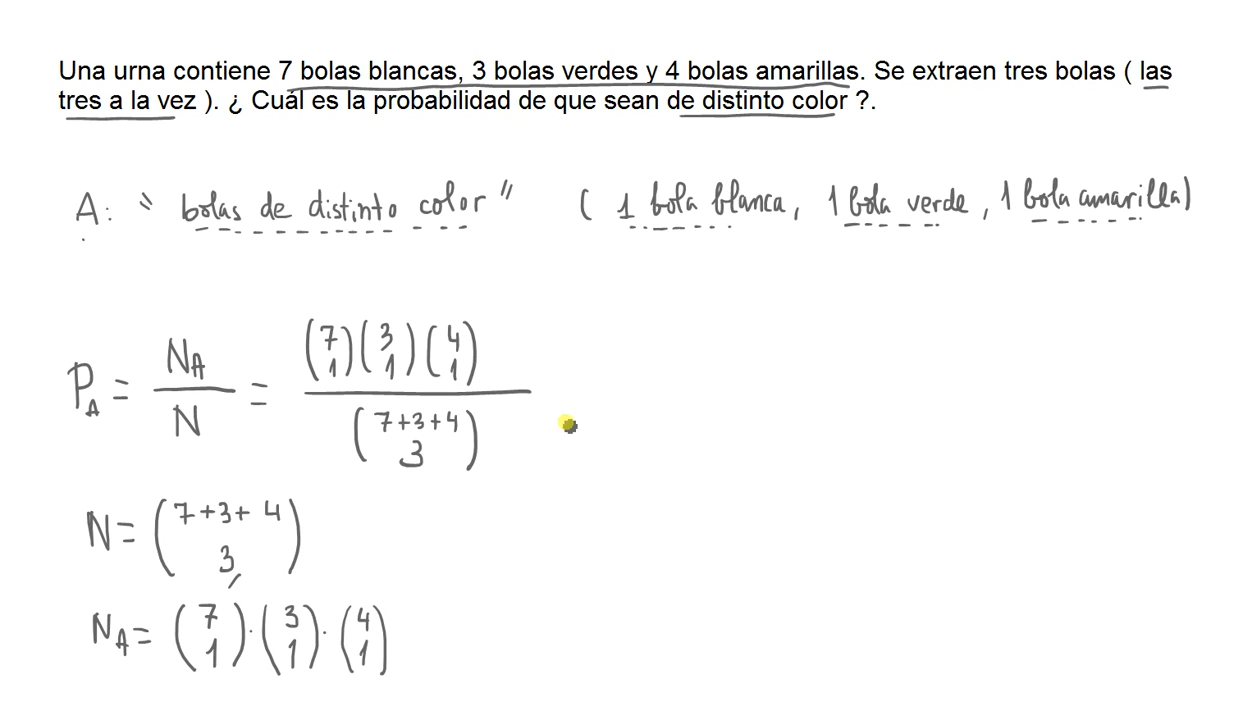 Una urna contiene 7 bolas blancas, 3 bolas verdes y 4 bolas amarillas. Se extraen tres bolas ( las
tres a la vez ). ¿ Cuál es la probabilidad de que sean de distinto color ?.
A: " bolas de distinto color " ( 1 bola blanca, 1 bola verde, 1 bola amarilla)
P_A = N_A / N = (7 1)(3 1)(4 1) / (7+3+4 3)
N = (7+3+4 3)
N_A = (7 1)·(3 1)·(4 1)